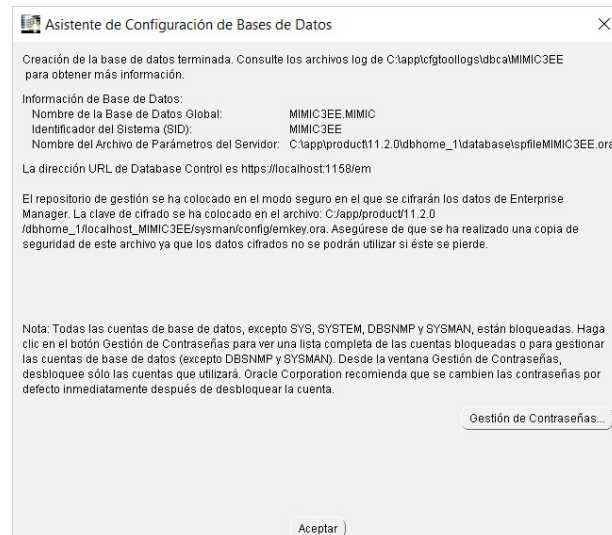 Asistente de Configuración de Bases de Datos
Creación de la base de datos terminada. Consulte los archivos log de C:\app\cfgtoollogs\dbca\MIMIC3EE
para obtener más información.
Información de Base de Datos:
Nombre de la Base de Datos Global: MIMIC3EE.MIMIC
Identificador del Sistema (SID): MIMIC3EE
Nombre del Archivo de Parámetros del Servidor: C:\app\product\11.2.0\dbhome_1\database\spfileMIMIC3EE.ora
La dirección URL de Database Control es https://localhost:1158/em
El repositorio de gestión se ha colocado en el modo seguro en el que se cifrarán los datos de Enterprise
Manager. La clave de cifrado se ha colocado en el archivo: C:/app/product/11.2.0
/dbhome_1/localhost_MIMIC3EE/sysman/config/emkey.ora. Asegúrese de que se ha realizado una copia de
seguridad de este archivo ya que los datos cifrados no se podrán utilizar si éste se pierde.
Nota: Todas las cuentas de base de datos, excepto SYS, SYSTEM, DBSNMP y SYSMAN, están bloqueadas. Haga
clic en el botón Gestión de Contraseñas para ver una lista completa de las cuentas bloqueadas o para gestionar
las cuentas de base de datos (excepto DBSNMP y SYSMAN). Desde la ventana Gestión de Contraseñas,
desbloquee sólo las cuentas que utilizará. Oracle Corporation recomienda que se cambien las contraseñas por
defecto inmediatamente después de desbloquear la cuenta.
Gestión de Contraseñas...
Aceptar